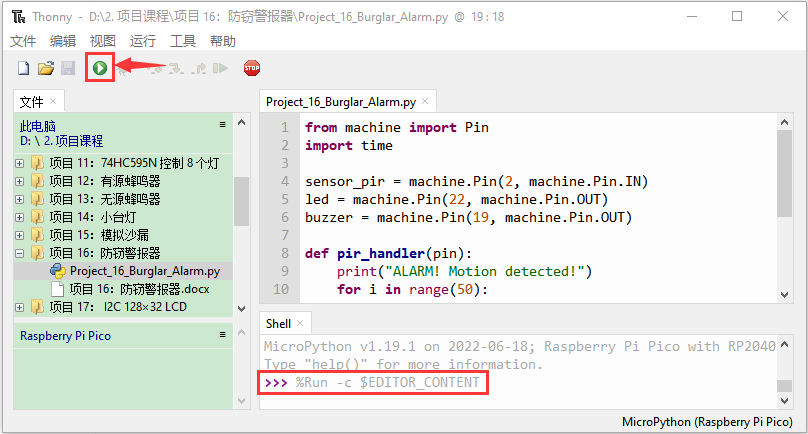 Thonny - D:\2. 项目课程\项目 16：防窃警报器\Project_16_Burglar_Alarm.py @ 19 : 18
文件 编辑 视图 运行 工具 帮助
STOP
文件 ×
此电脑
D: \ 2. 项目课程
项目 11：74HC595N 控制 8 个灯
项目 12：有源蜂鸣器
项目 13：无源蜂鸣器
项目 14：小台灯
项目 15：模拟沙漏
项目 16：防窃警报器
Project_16_Burglar_Alarm.py
项目 16：防窃警报器.docx
项目 17： I2C 128×32 LCD
Raspberry Pi Pico
Project_16_Burglar_Alarm.py ×
1 from machine import Pin
2 import time
3
4 sensor_pir = machine.Pin(2, machine.Pin.IN)
5 led = machine.Pin(22, machine.Pin.OUT)
6 buzzer = machine.Pin(19, machine.Pin.OUT)
7
8 def pir_handler(pin):
9     print("ALARM! Motion detected!")
10     for i in range(50):
Shell ×
MicroPython v1.19.1 on 2022-06-18; Raspberry Pi Pico with RP2040
Type "help()" for more information.
>>> %Run -c $EDITOR_CONTENT
MicroPython (Raspberry Pi Pico)